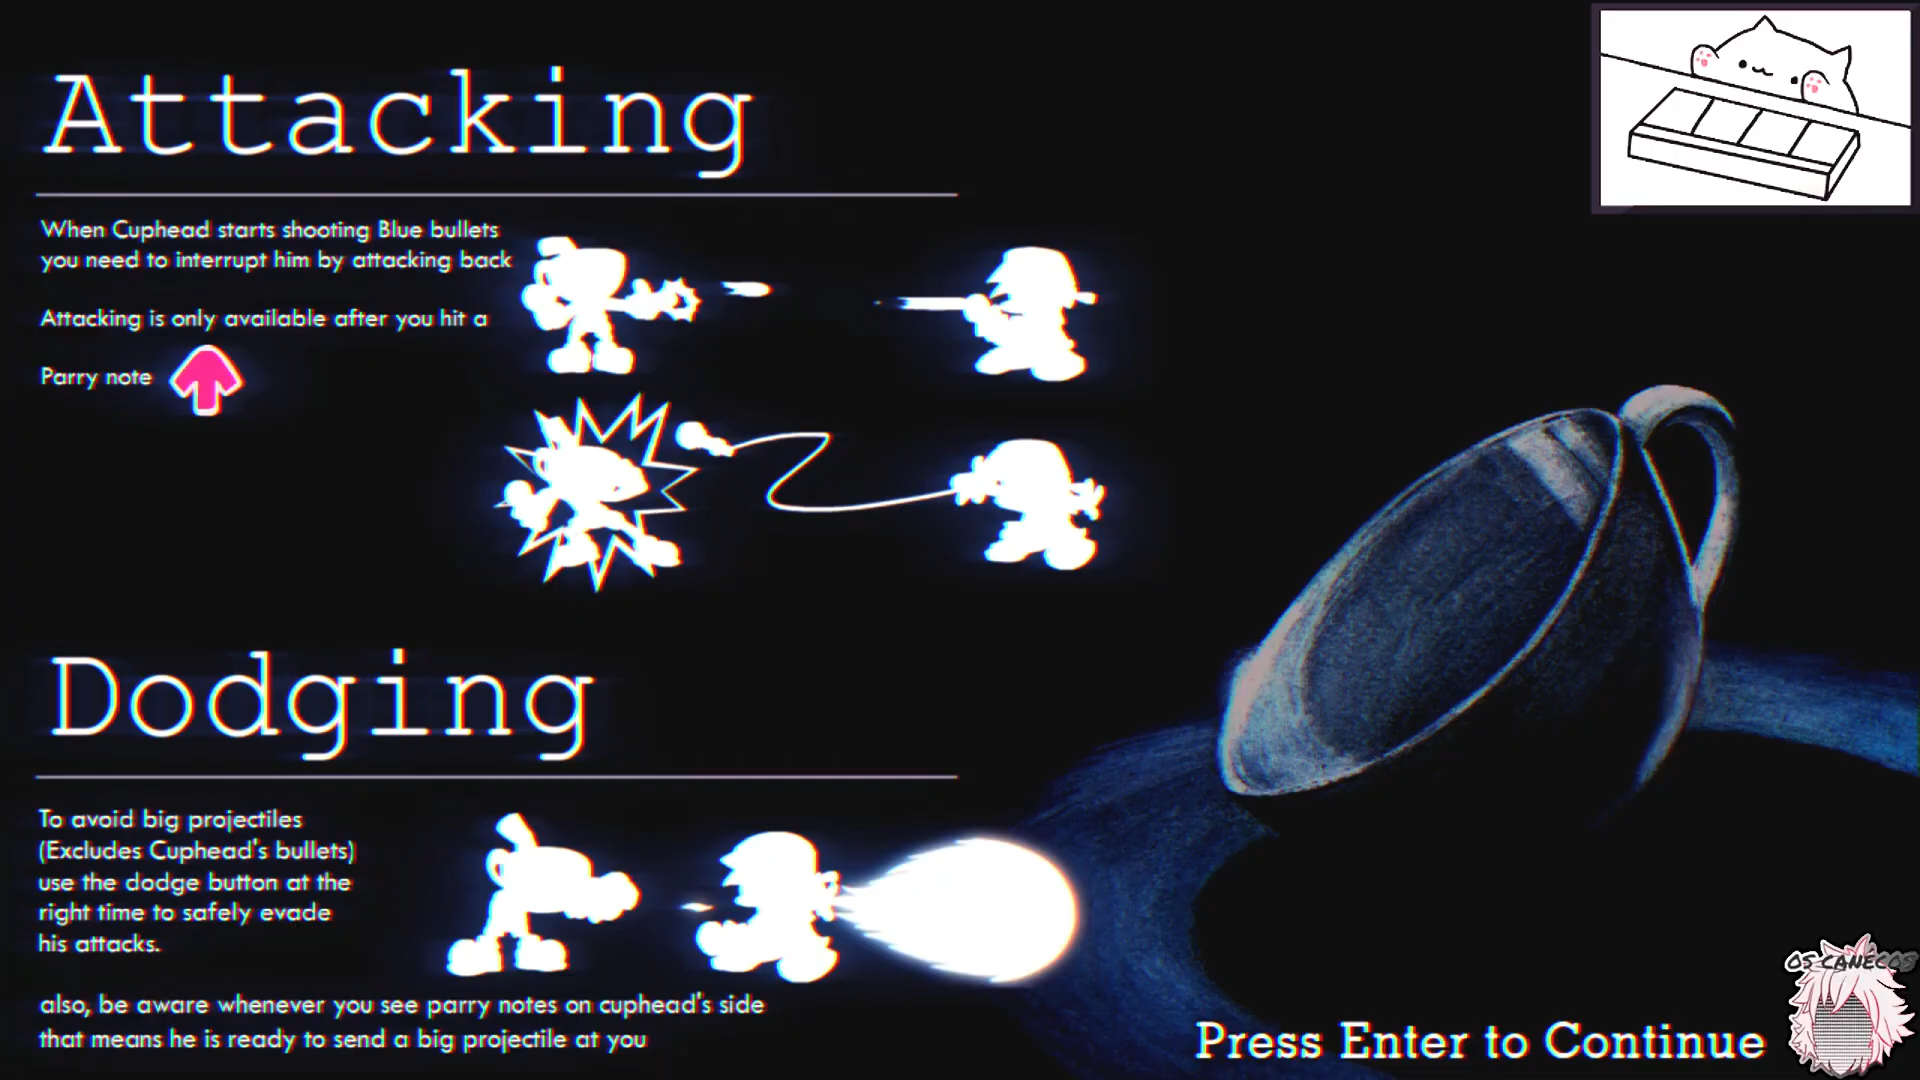 Attacking
When Cuphead starts shooting Blue bullets
you need to interrupt him by attacking back
Attacking is only available after you hit a
Parry note
Dodging
To avoid big projectiles
(Excludes Cuphead's bullets)
use the dodge button at the
right time to safely evade
his attacks.
also, be aware whenever you see parry notes on cuphead's side
that means he is ready to send a big projectile at you
Press Enter to Continue
OS CANECOS